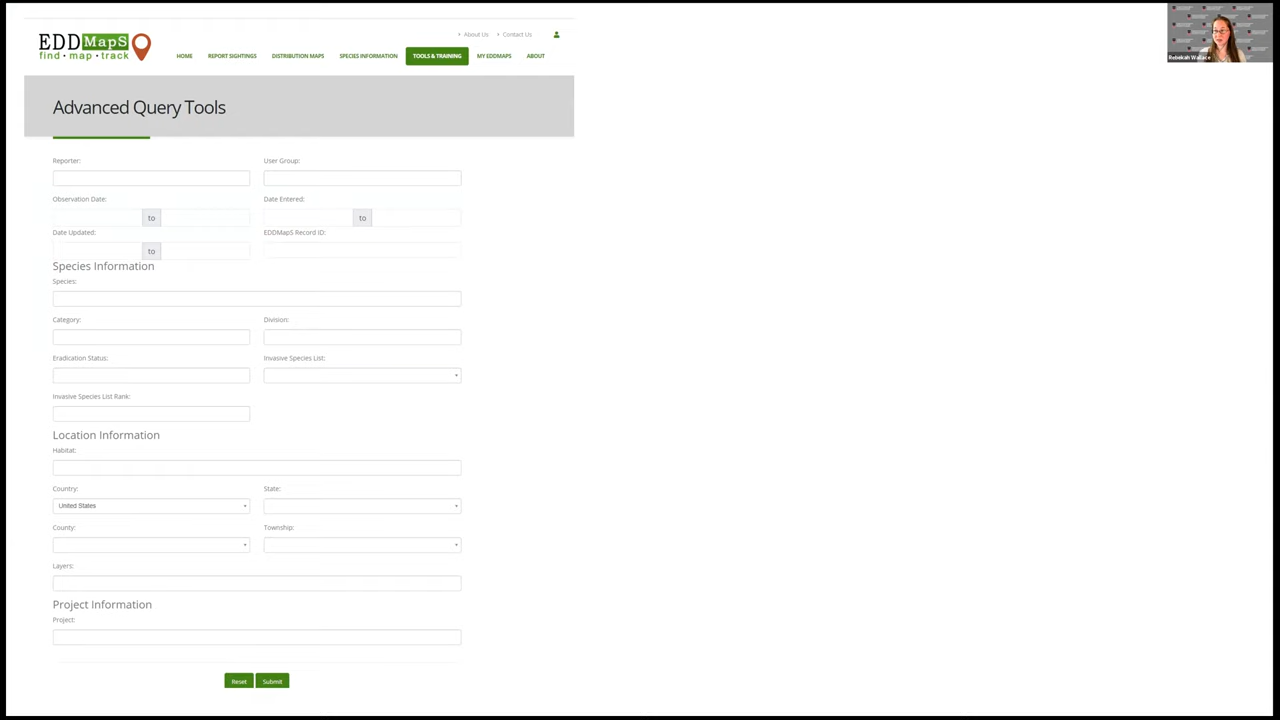 About Us Contact Us
EDDMapS
find • map • track
HOME REPORT SIGHTINGS DISTRIBUTION MAPS SPECIES INFORMATION TOOLS & TRAINING MY EDDMAPS ABOUT
Rebekah Wallace
Advanced Query Tools
Reporter: User Group:
Observation Date: Date Entered:
to to
Date Updated: EDDMapS Record ID:
to
Species Information
Species:
Category: Division:
Eradication Status: Invasive Species List:
Invasive Species List Rank:
Location Information
Habitat:
Country: State:
United States
County: Township:
Layers:
Project Information
Project:
Reset Submit